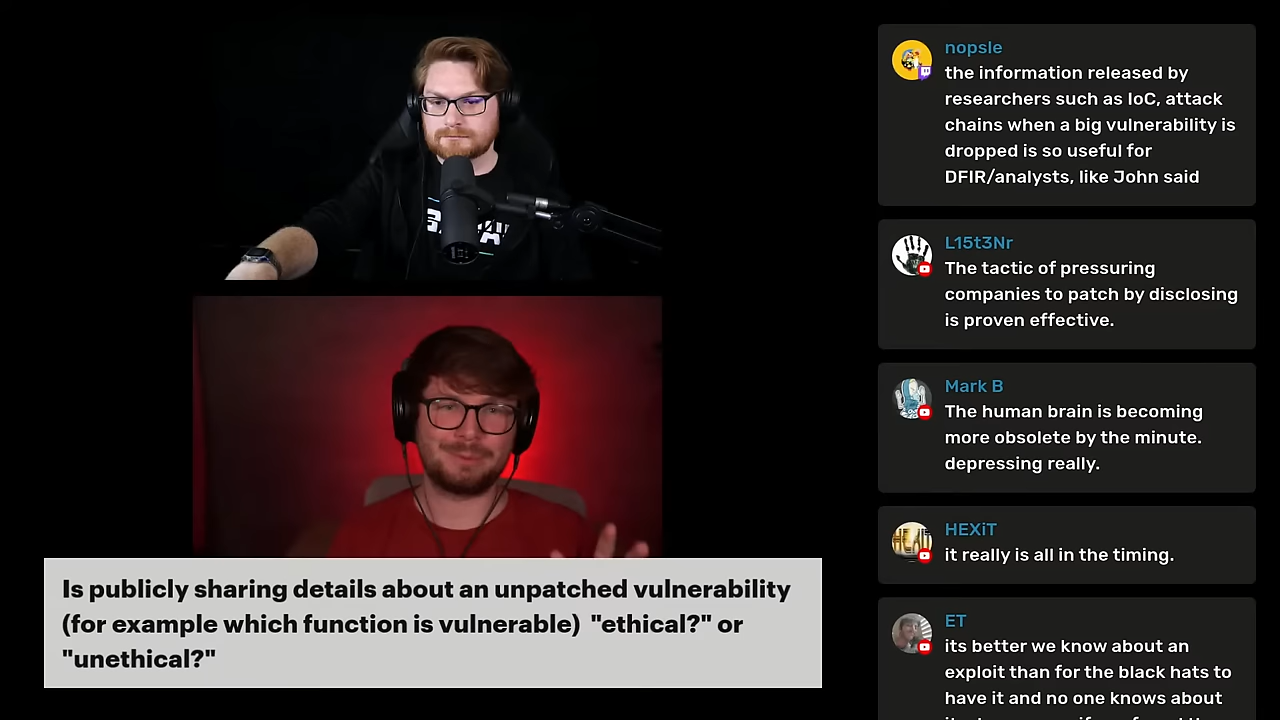 Is publicly sharing details about an unpatched vulnerability
(for example which function is vulnerable)  "ethical?" or
"unethical?"
nopsle
the information released by
researchers such as IoC, attack
chains when a big vulnerability is
dropped is so useful for
DFIR/analysts, like John said
L15t3Nr
The tactic of pressuring
companies to patch by disclosing
is proven effective.
Mark B
The human brain is becoming
more obsolete by the minute.
depressing really.
HEXiT
it really is all in the timing.
ET
its better we know about an
exploit than for the black hats to
have it and no one knows about